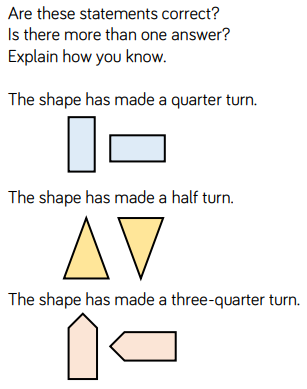 Are these statements correct?
Is there more than one answer?
Explain how you know.
The shape has made a quarter turn.
The shape has made a half turn.
The shape has made a three-quarter turn.